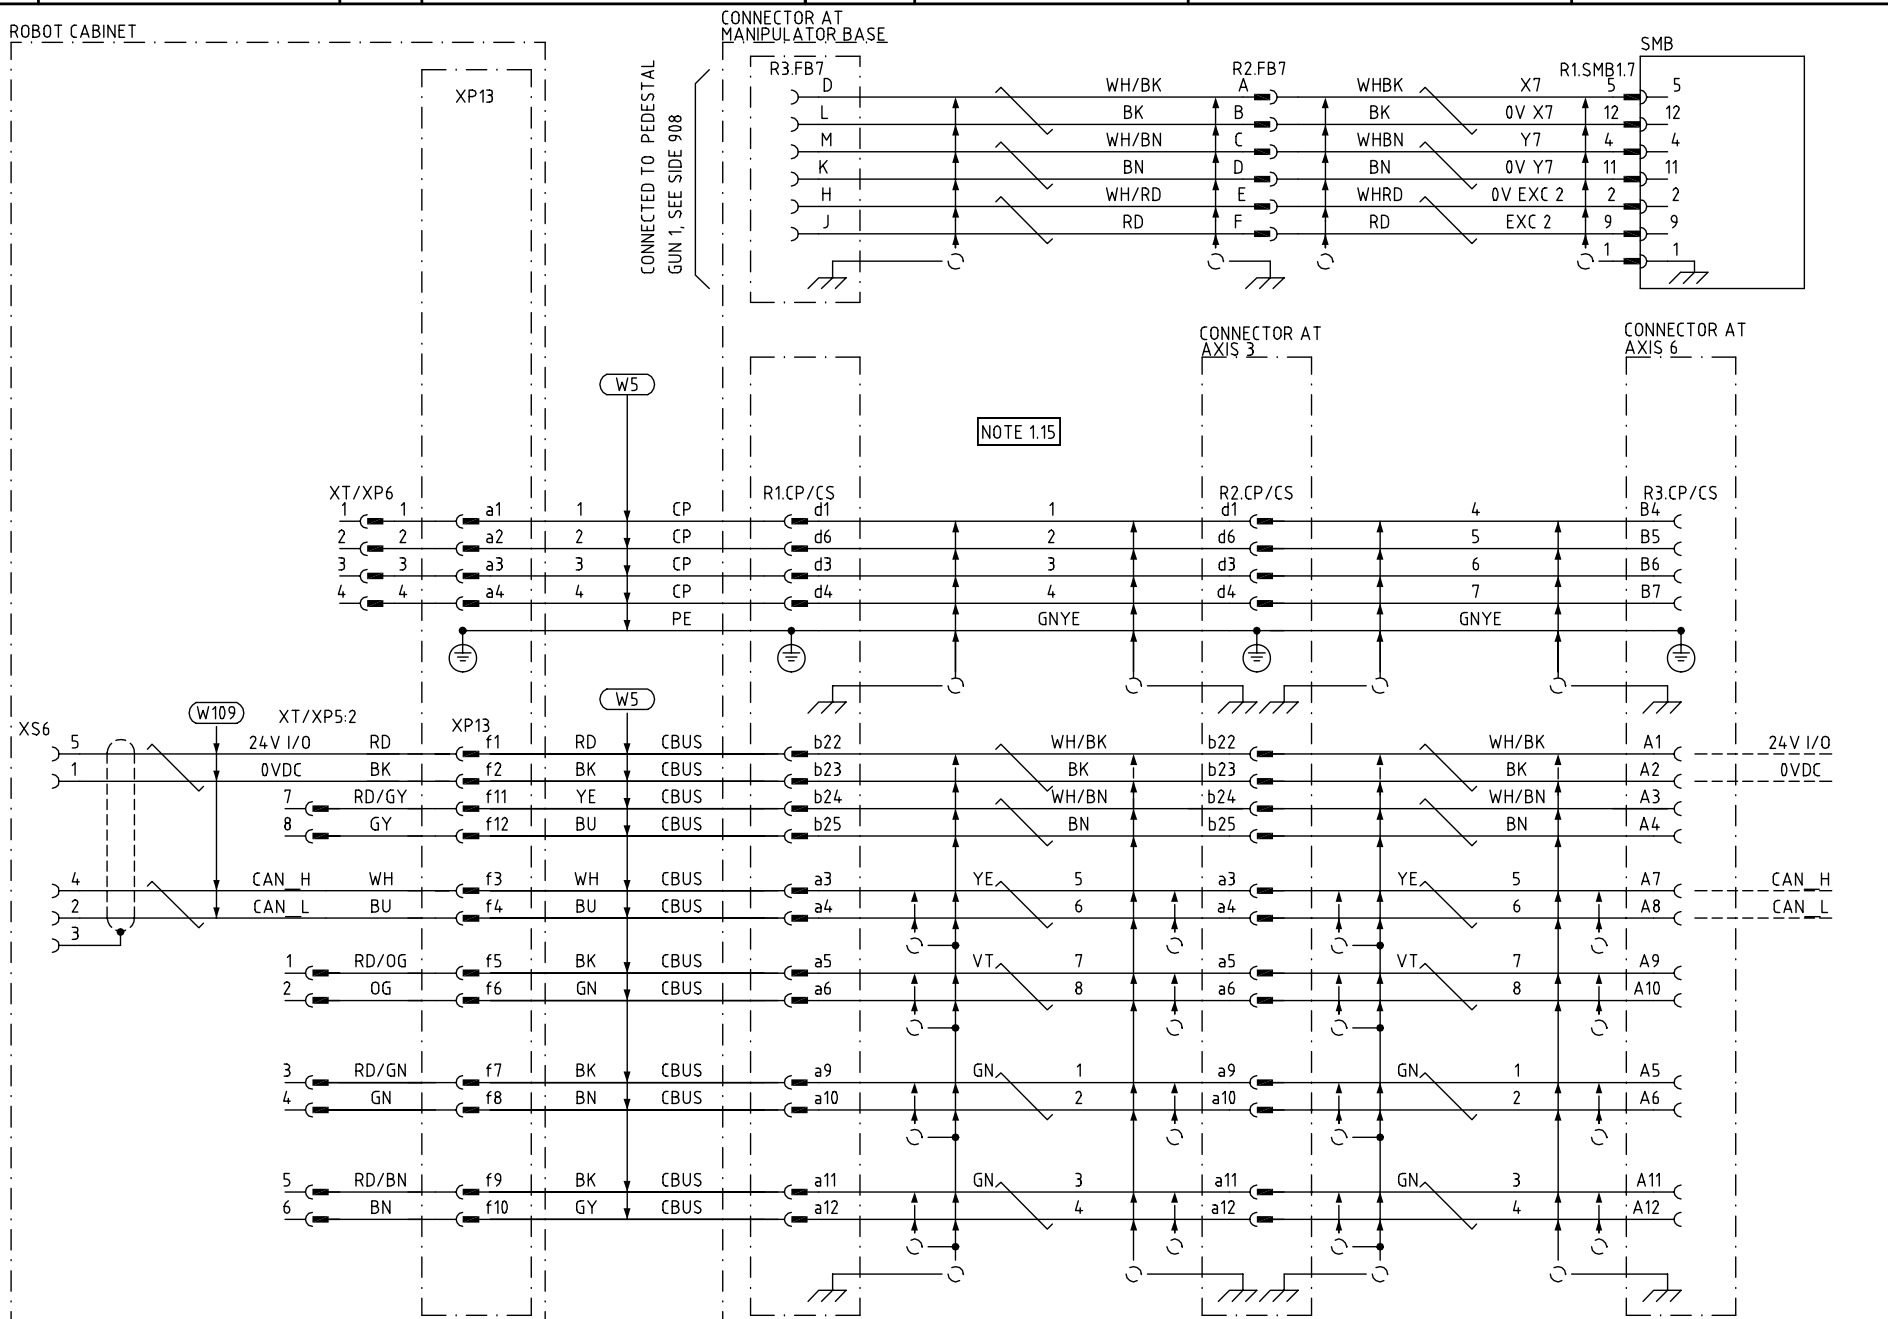 ROBOT CABINET
CONNECTOR AT
MANIPULATOR BASE
SMB
XP13
CONNECTED TO PEDESTAL
GUN 1, SEE SIDE 908
R3.FB7 R2.FB7 R1.SMB1.7
D WH/BK A WHBK X7 5 5
L BK B BK 0V X7 12 12
M WH/BN C WHBN Y7 4 4
K BN D BN 0V Y7 11 11
H WH/RD E WHRD 0V EXC 2 2 2
J RD F RD EXC 2 9 9
1 1
CONNECTOR AT
AXIS 3
CONNECTOR AT
AXIS 6
W5
NOTE 1.15
XT/XP6 R1.CP/CS R2.CP/CS R3.CP/CS
1 1 a1 1 CP d1 1 d1 4 B4
2 2 a2 2 CP d6 2 d6 5 B5
3 3 a3 3 CP d3 3 d3 6 B6
4 4 a4 4 CP d4 4 d4 7 B7
PE GNYE GNYE
W109 W5
XS6 XT/XP5:2 XP13
5 24V I/O RD f1 RD CBUS b22 WH/BK b22 WH/BK A1 24V I/O
1 0VDC BK f2 BK CBUS b23 BK b23 BK A2 0VDC
7 RD/GY f11 YE CBUS b24 WH/BN b24 WH/BN A3
8 GY f12 BU CBUS b25 BN b25 BN A4
4 CAN_H WH f3 WH CBUS a3 YE 5 a3 YE 5 A7 CAN_H
2 CAN_L BU f4 BU CBUS a4 6 a4 6 A8 CAN_L
3
1 RD/OG f5 BK CBUS a5 VT 7 a5 VT 7 A9
2 OG f6 GN CBUS a6 8 a6 8 A10
3 RD/GN f7 BK CBUS a9 GN 1 a9 GN 1 A5
4 GN f8 BN CBUS a10 2 a10 2 A6
5 RD/BN f9 BK CBUS a11 GN 3 a11 GN 3 A11
6 BN f10 GY CBUS a12 4 a12 4 A12